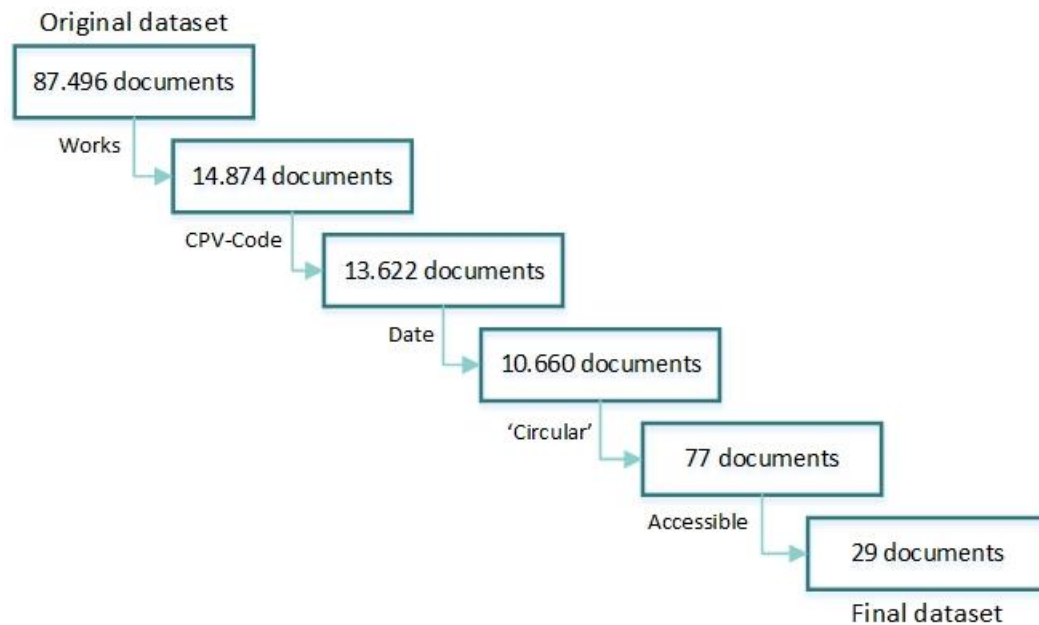 Original dataset
87.496 documents
Works
14.874 documents
CPV-Code
13.622 documents
Date
10.660 documents
‘Circular’
77 documents
Accessible
29 documents
Final dataset